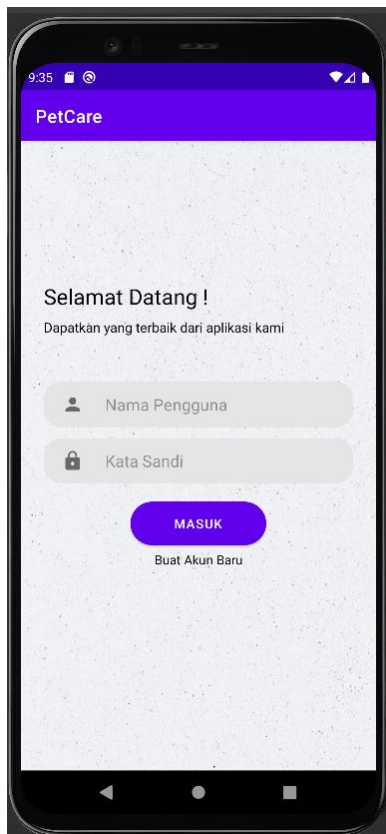 9:35
PetCare
Selamat Datang !
Dapatkan yang terbaik dari aplikasi kami
Nama Pengguna
Kata Sandi
MASUK
Buat Akun Baru